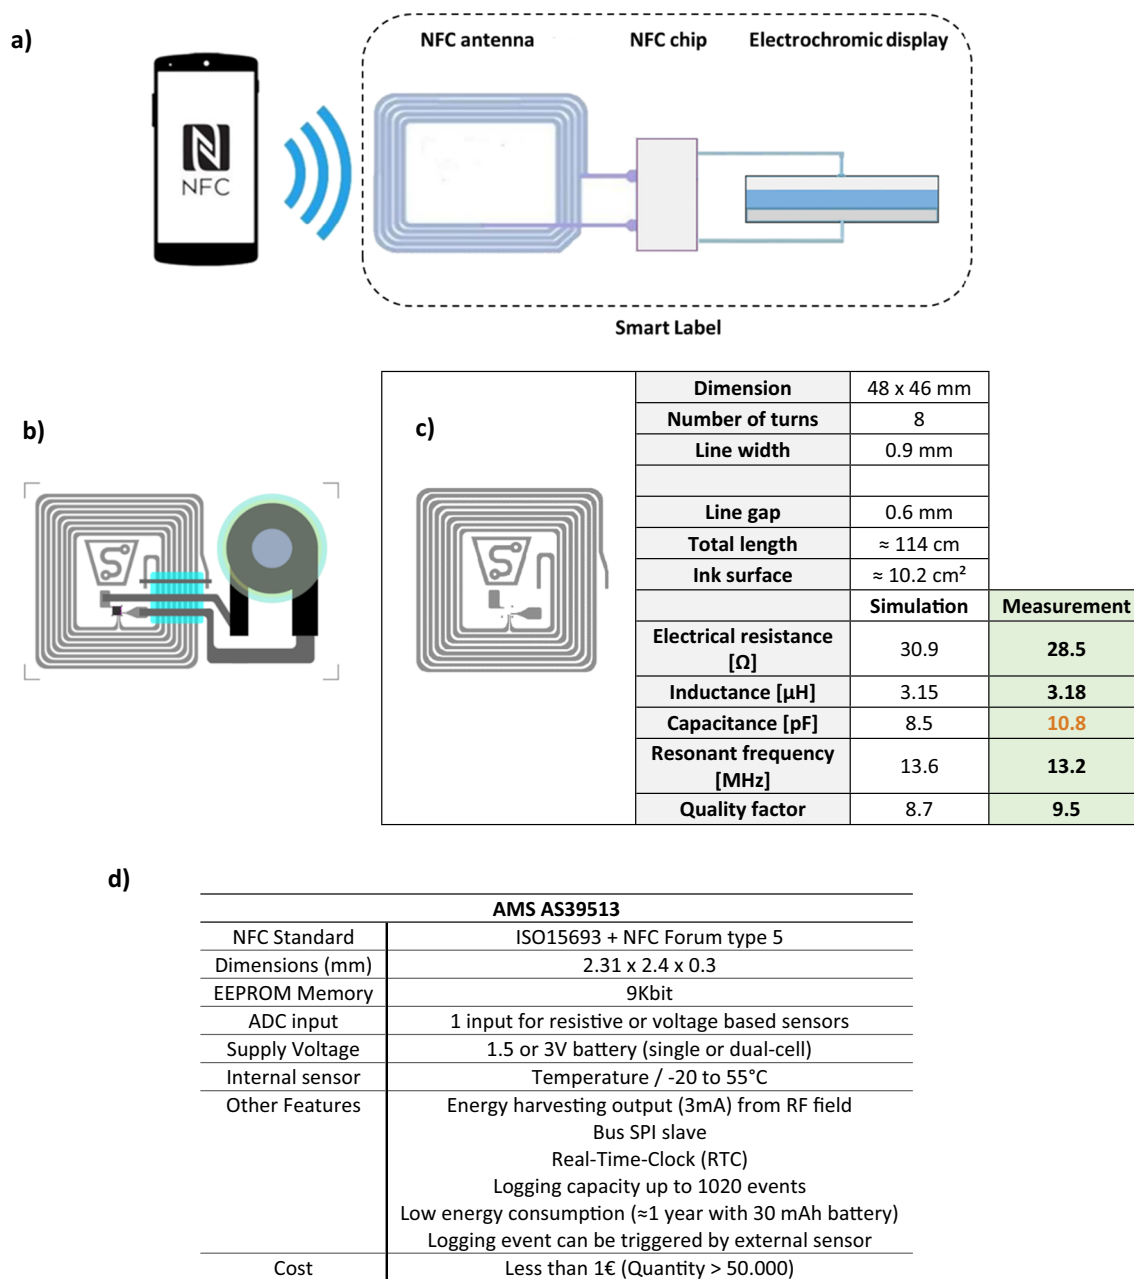 a)
NFC antenna
NFC chip
Electrochromic display
NFC
Smart Label
b)
c)
Dimension 48 x 46 mm
Number of turns 8
Line width 0.9 mm
Line gap 0.6 mm
Total length ≈ 114 cm
Ink surface ≈ 10.2 cm²
Simulation Measurement
Electrical resistance
[Ω] 30.9 28.5
Inductance [µH] 3.15 3.18
Capacitance [pF] 8.5 10.8
Resonant frequency
[MHz] 13.6 13.2
Quality factor 8.7 9.5
d)
AMS AS39513
NFC Standard ISO15693 + NFC Forum type 5
Dimensions (mm) 2.31 x 2.4 x 0.3
EEPROM Memory 9Kbit
ADC input 1 input for resistive or voltage based sensors
Supply Voltage 1.5 or 3V battery (single or dual-cell)
Internal sensor Temperature / -20 to 55°C
Other Features Energy harvesting output (3mA) from RF field
Bus SPI slave
Real-Time-Clock (RTC)
Logging capacity up to 1020 events
Low energy consumption (≈1 year with 30 mAh battery)
Logging event can be triggered by external sensor
Cost Less than 1€ (Quantity > 50.000)